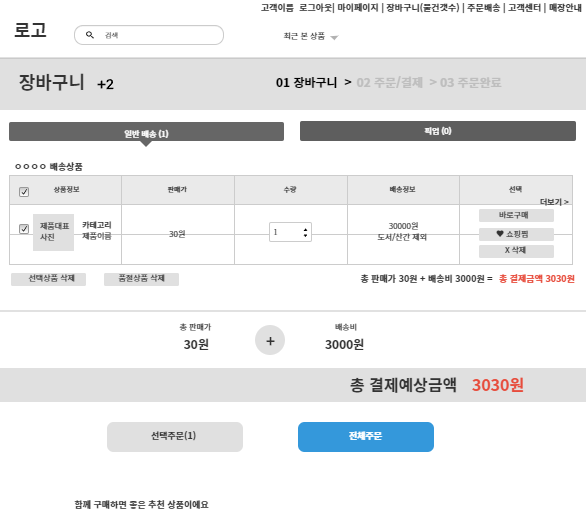 고객이름 로그아웃| 마이페이지 | 장바구니(물건갯수) | 주문배송 | 고객센터 | 매장안내
로고
검색
최근 본 상품
장바구니 +2
01 장바구니 > 02 주문/결제 > 03 주문완료
일반 배송 (1)
픽업 (0)
ㅇㅇㅇㅇ 배송상품
상품정보 판매가 수량 배송정보 선택
더보기 >
제품대표
사진
카테고리
제품이름
30원
1
30000원
도서/산간 제외
바로구매
♥ 쇼핑찜
X 삭제
선택상품 삭제 품절상품 삭제
총 판매가 30원 + 배송비 3000원 = 총 결제금액 3030원
총 판매가
30원
+
배송비
3000원
총 결제예상금액 3030원
선택주문(1)
전체주문
함께 구매하면 좋은 추천 상품이에요